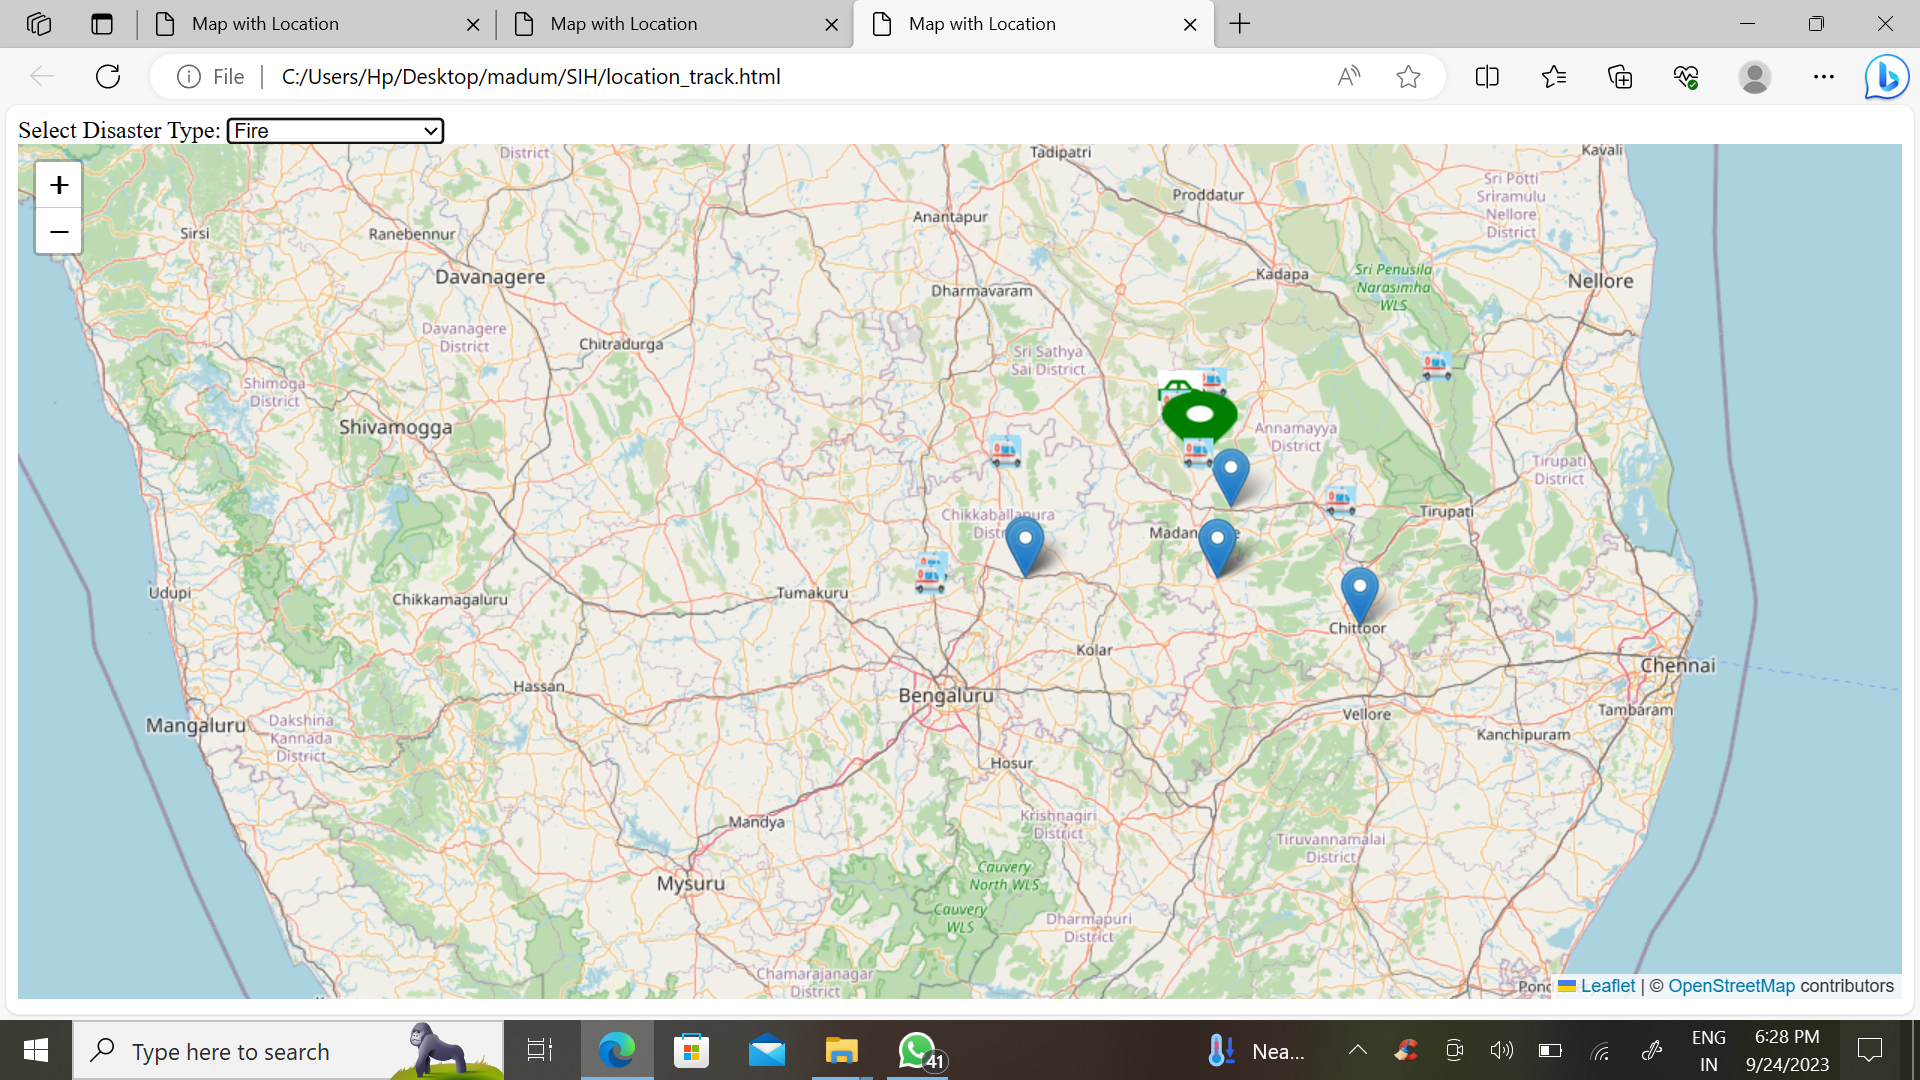 Map with Location
Map with Location
Map with Location
File
C:/Users/Hp/Desktop/madum/SIH/location_track.html
Select Disaster Type: Fire
+
−
District
Tadipatri
Kavali
Proddatur
Sri Potti
Sriramulu
Nellore
District
Anantapur
Sirsi
Ranebennur
Davanagere
Kadapa
Sri Penusila
Narasimha
WLS
Nellore
Dharmavaram
Davanagere
District
Chitradurga
Sri Sathya
Sai District
Shimoga
District
Shivamogga
Annamayya
District
Tirupati
District
Chikkaballapura
Tirupati
Udupi
Chikkamagaluru
Tumakuru
Chittoor
Kolar
Chennai
Hassan
Bengaluru
Mangaluru
Dakshina
Kannada
District
Vellore
Tambaram
Kanchipuram
Hosur
Mandya
Krishnagiri
District
Tiruvannamalai
District
Mysuru
Cauvery
North WLS
Cauvery
WLS
Dharmapuri
District
Chamarajanagar
District
Leaflet | © OpenStreetMap contributors
Type here to search
41
Nea...
ENG
IN
6:28 PM
9/24/2023